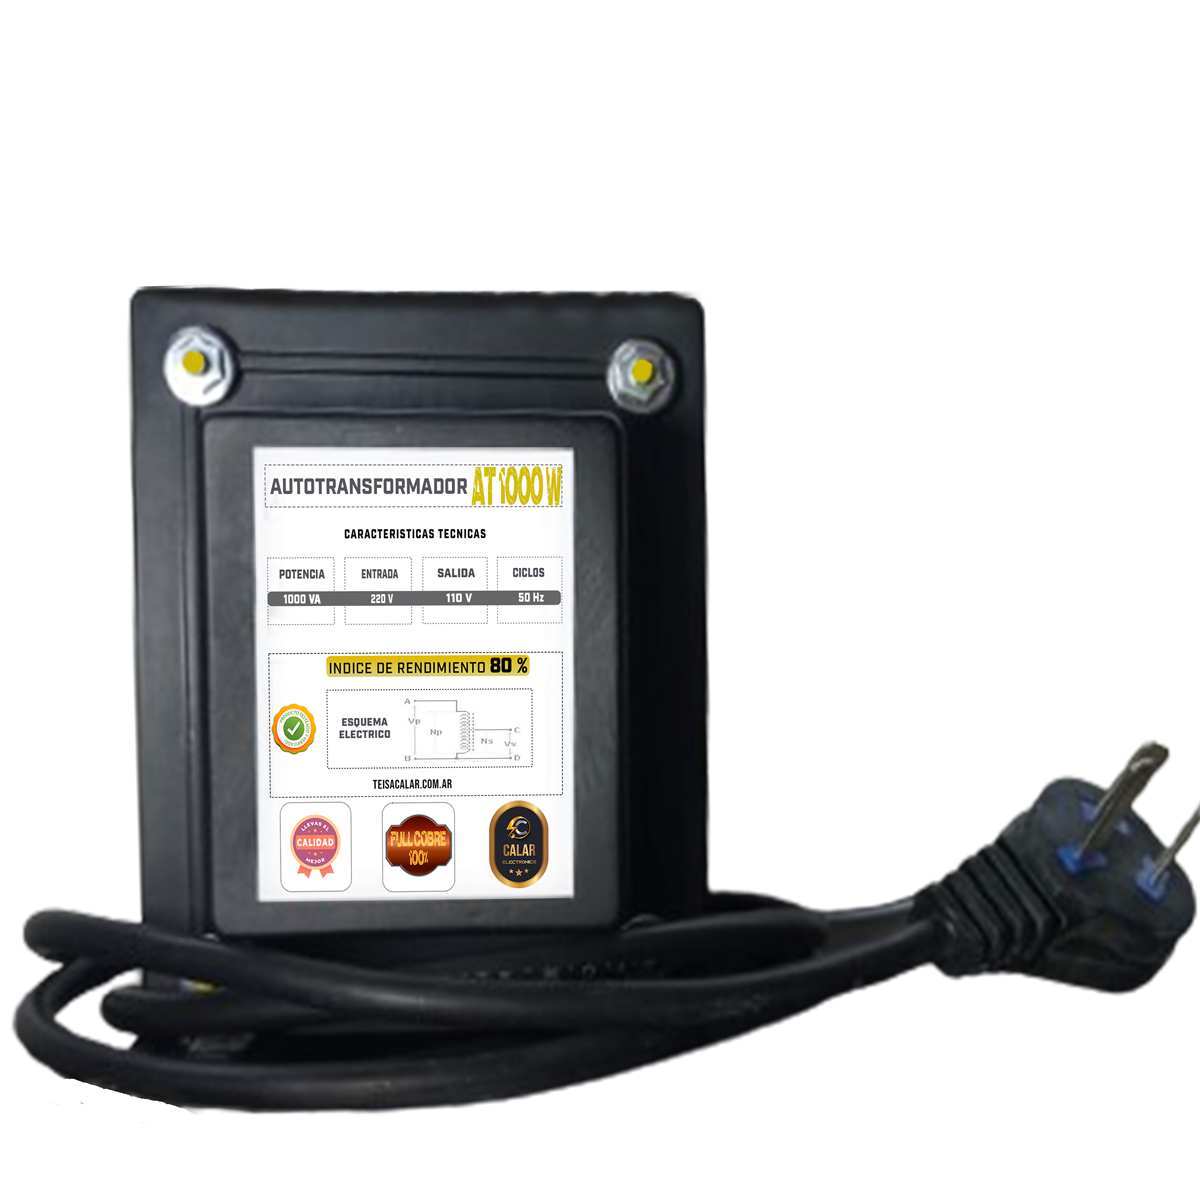 AUTOTRANSFORMADOR AT 1000 W
CARACTERISTICAS TECNICAS
POTENCIA ENTRADA SALIDA CICLOS
1000 VA 220 V 110 V 50 Hz
INDICE DE RENDIMIENTO 80 %
ESQUEMA
ELECTRICO
A
Vp
Np
C
Ns
Vs
B
D
TEISACALAR.COM.AR
LLEVAS EL
CALIDAD
MEJOR
FULL COBRE
100%
CALAR
ELECTRONICS